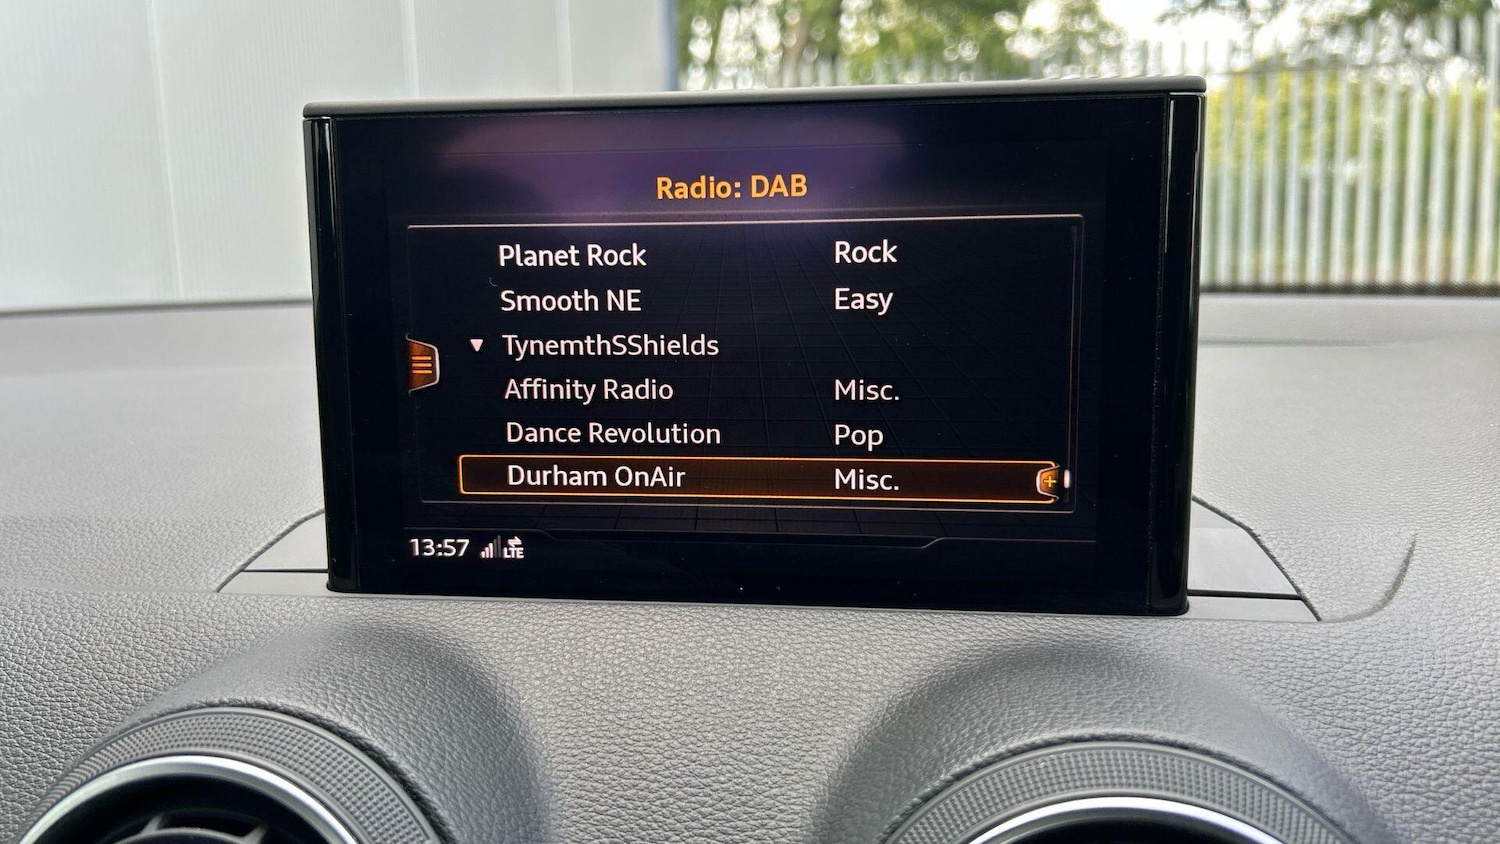 Radio: DAB
Planet Rock Rock
Smooth NE Easy
▼ TynemthSShields
Affinity Radio Misc.
Dance Revolution Pop
Durham OnAir Misc.
13:57 LTE